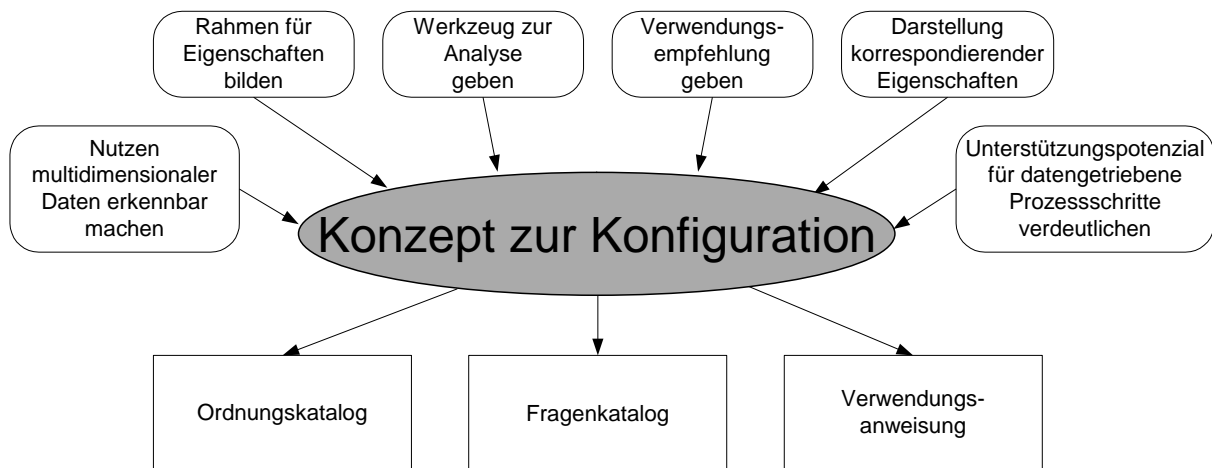 Rahmen für
Eigenschaften
bilden
Werkzeug zur
Analyse
geben
Verwendungs-
empfehlung
geben
Darstellung
korrespondierender
Eigenschaften
Nutzen
multidimensionaler
Daten erkennbar
machen
Unterstützungspotenzial
für datengetriebene
Prozessschritte
verdeutlichen
Konzept zur Konfiguration
Ordnungskatalog
Fragenkatalog
Verwendungs-
anweisung